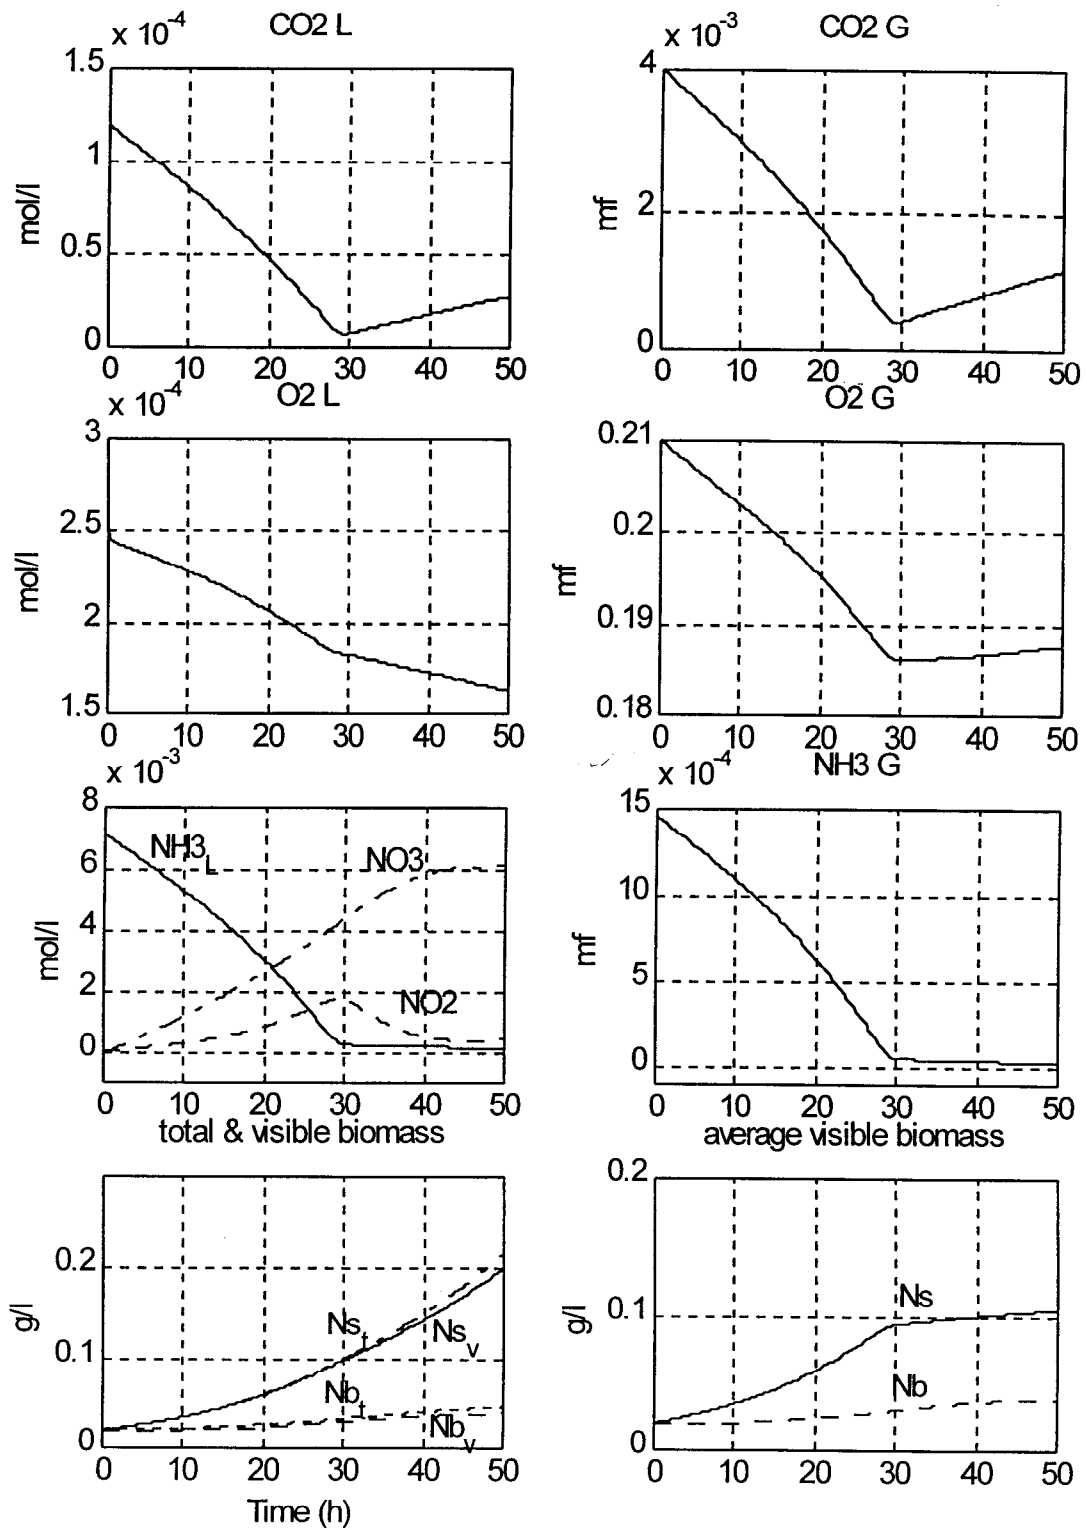 CO2 L
x 10-4
1.5
1
0.5
0
mol/l
0 10 20 30 40 50
CO2 G
x 10-3
4
2
0
mf
0 10 20 30 40 50
O2 L
x 10-4
3
2.5
2
1.5
mol/l
0 10 20 30 40 50
O2 G
0.21
0.2
0.19
0.18
mf
0 10 20 30 40 50
x 10-3
8
6
4
2
0
mol/l
NH3L
NO3
NO2
0 10 20 30 40 50
NH3 G
x 10-4
15
10
5
0
mf
0 10 20 30 40 50
total & visible biomass
0.2
0.1
0
g/l
Nst
Nsv
Nbt
Nbv
0 10 20 30 40 50
Time (h)
average visible biomass
0.2
0.1
0
g/l
Ns
Nb
0 10 20 30 40 50